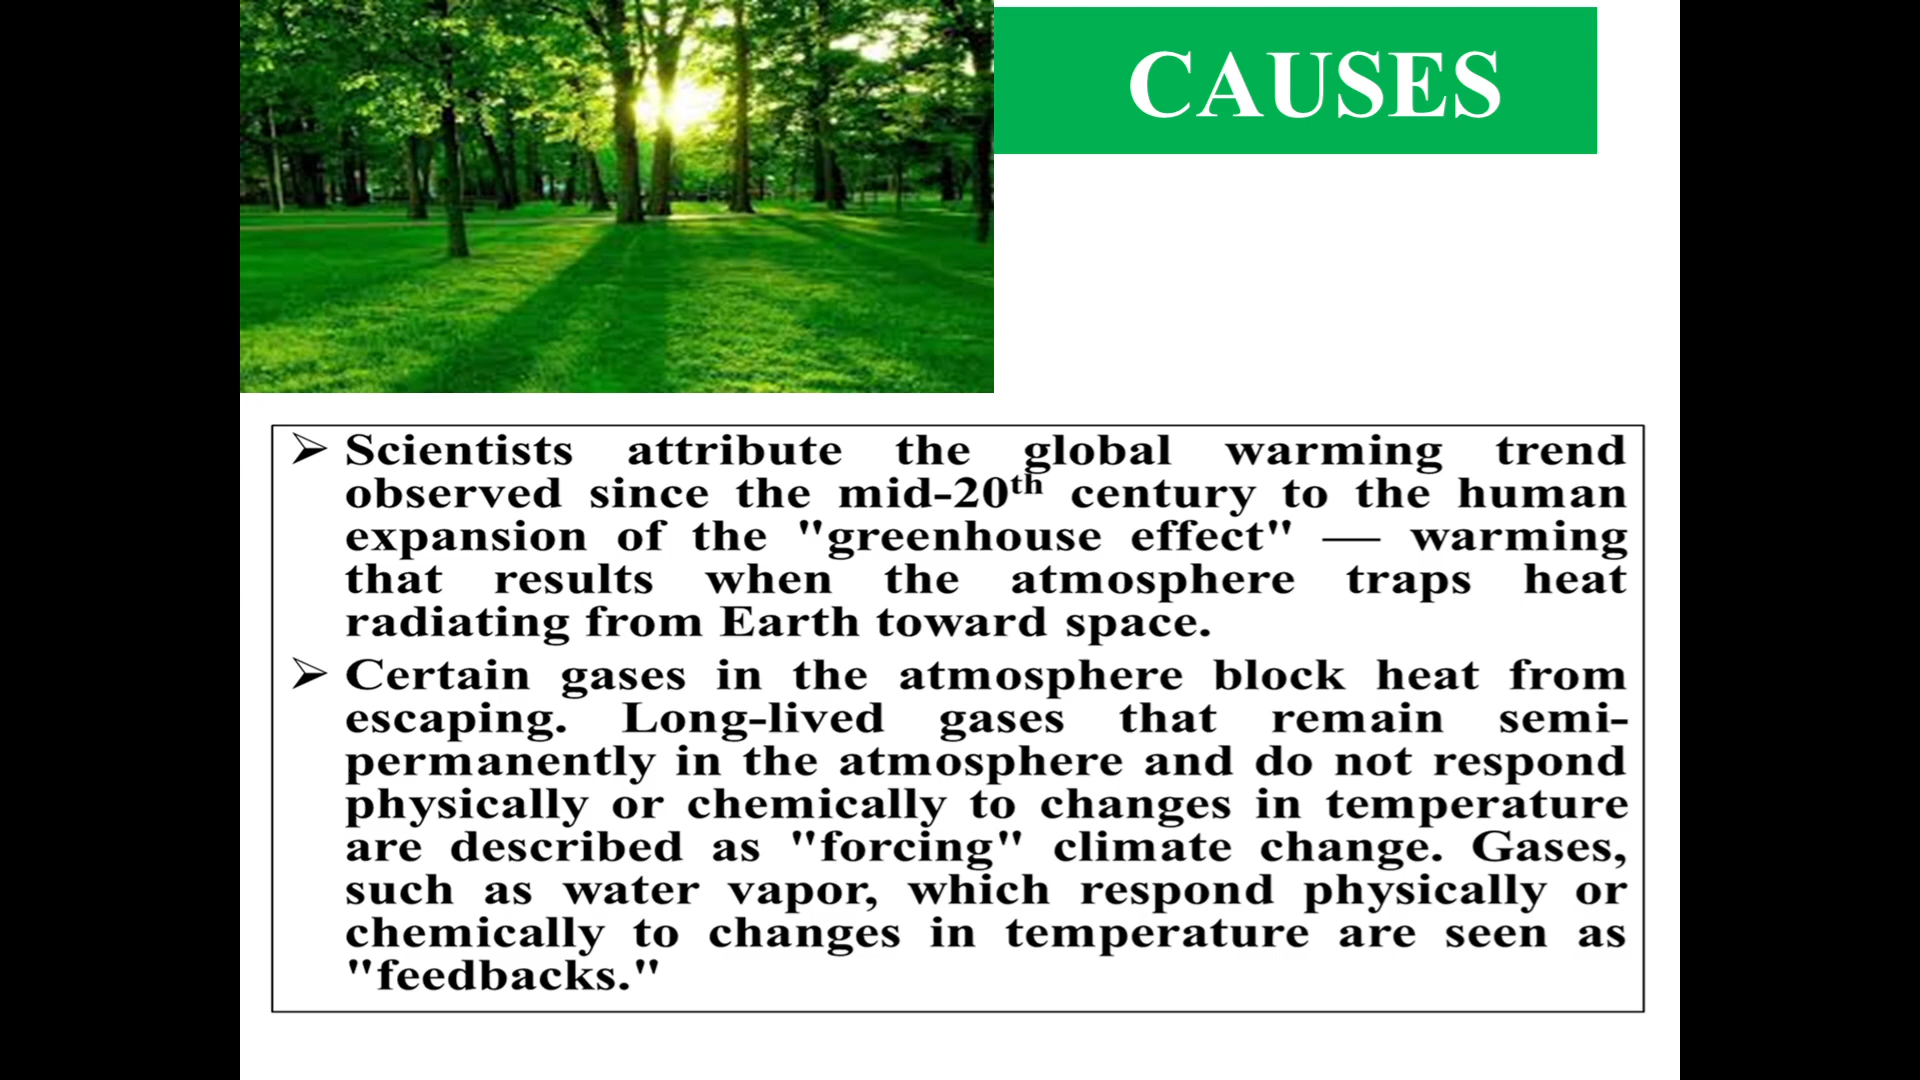 CAUSES
➢ Scientists attribute the global warming trend
observed since the mid-20th century to the human
expansion of the "greenhouse effect" — warming
that results when the atmosphere traps heat
radiating from Earth toward space.
➢ Certain gases in the atmosphere block heat from
escaping. Long-lived gases that remain semi-
permanently in the atmosphere and do not respond
physically or chemically to changes in temperature
are described as "forcing" climate change. Gases,
such as water vapor, which respond physically or
chemically to changes in temperature are seen as
"feedbacks."